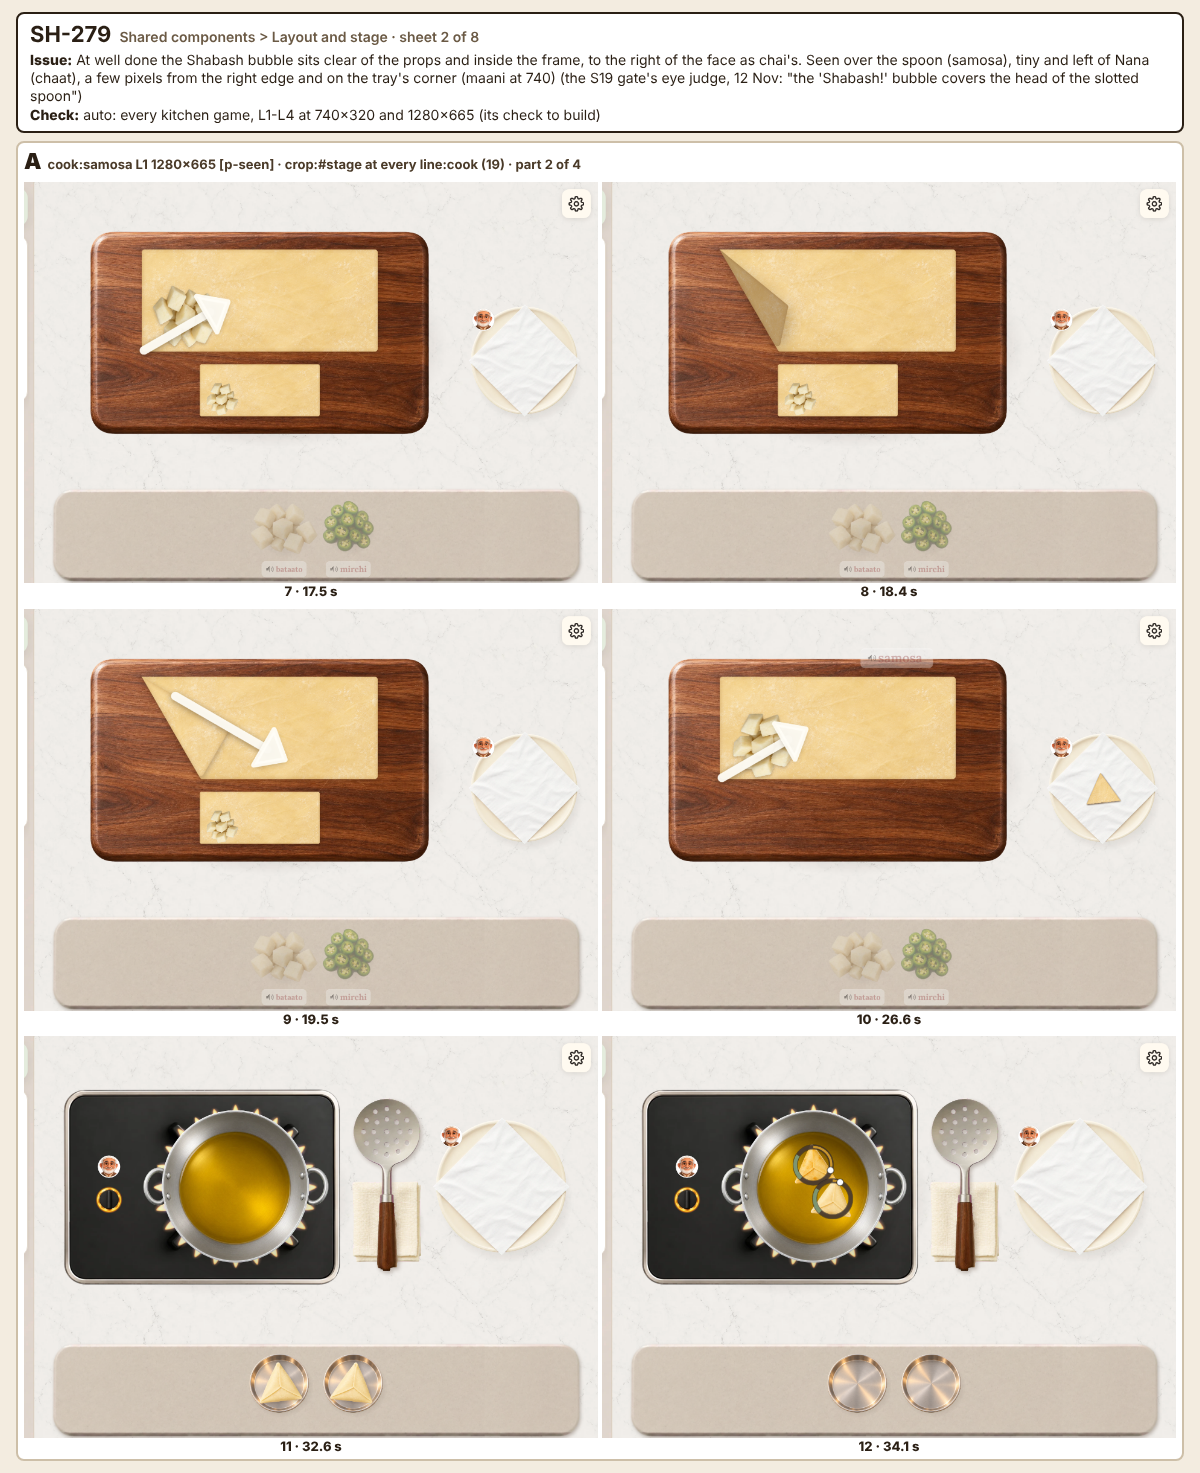 SH-279 Shared components > Layout and stage · sheet 2 of 8
Issue: At well done the Shabash bubble sits clear of the props and inside the frame, to the right of the face as chai's. Seen over the spoon (samosa), tiny and left of Nana
(chaat), a few pixels from the right edge and on the tray's corner (maani at 740) (the S19 gate's eye judge, 12 Nov: "the 'Shabash!' bubble covers the head of the slotted
spoon")
Check: auto: every kitchen game, L1-L4 at 740×320 and 1280×665 (its check to build)
A cook:samosa L1 1280×665 [p-seen] · crop:#stage at every line:cook (19) · part 2 of 4
bataato mirchi
bataato mirchi
7 · 17.5 s
8 · 18.4 s
samosa
bataato mirchi
bataato mirchi
9 · 19.5 s
10 · 26.6 s
11 · 32.6 s
12 · 34.1 s